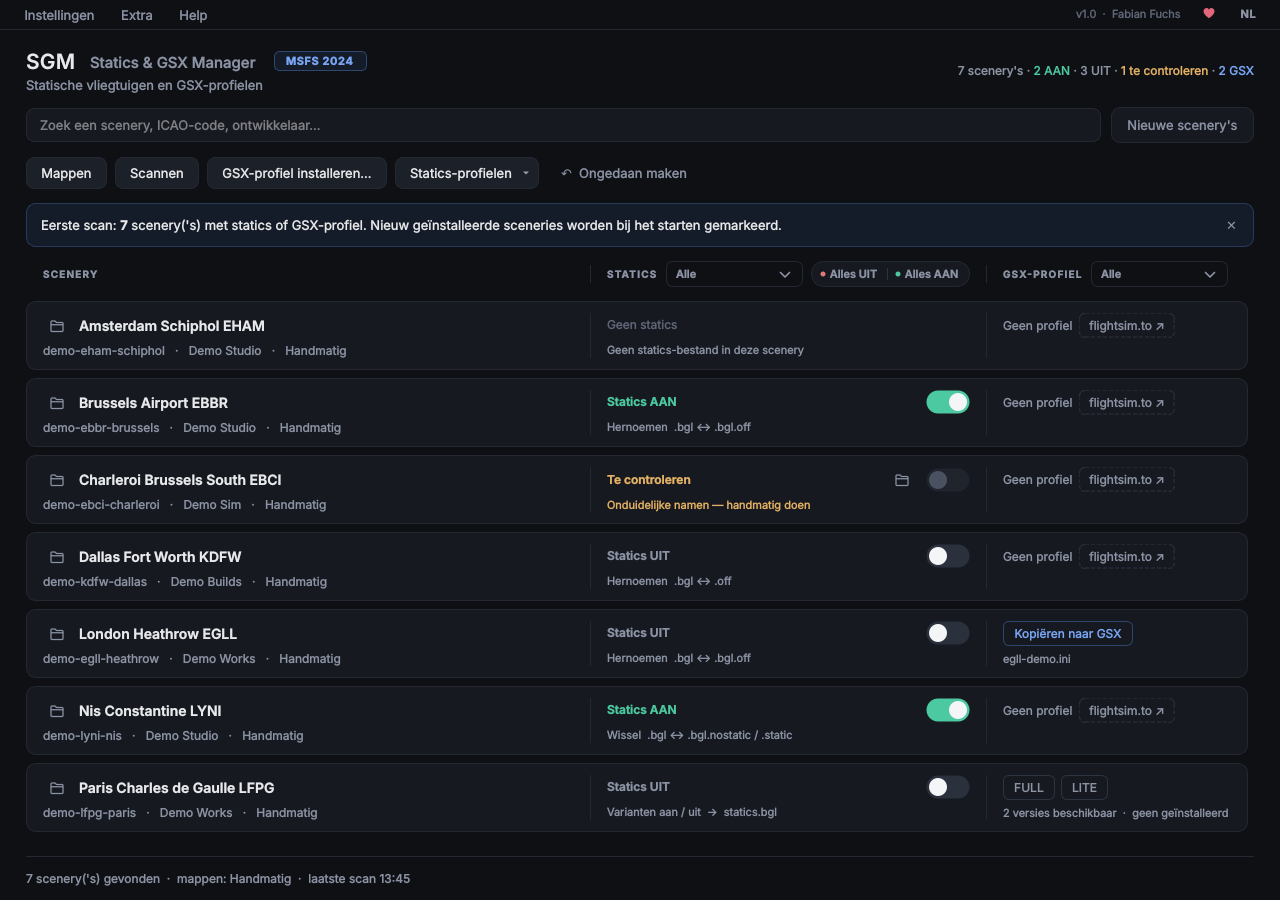 Instellingen Extra Help v1.0 · Fabian Fuchs NL
SGM Statics & GSX Manager MSFS 2024
Statische vliegtuigen en GSX-profielen
7 scenery's · 2 AAN · 3 UIT · 1 te controleren · 2 GSX
Zoek een scenery, ICAO-code, ontwikkelaar... Nieuwe scenery's
Mappen Scannen GSX-profiel installeren... Statics-profielen ↶ Ongedaan maken
Eerste scan: 7 scenery('s) met statics of GSX-profiel. Nieuw geïnstalleerde sceneries worden bij het starten gemarkeerd. ×
SCENERY STATICS Alle Alles UIT Alles AAN GSX-PROFIEL Alle
Amsterdam Schiphol EHAM Geen statics Geen profiel flightsim.to ↗
demo-eham-schiphol · Demo Studio · Handmatig Geen statics-bestand in deze scenery
Brussels Airport EBBR Statics AAN Geen profiel flightsim.to ↗
demo-ebbr-brussels · Demo Studio · Handmatig Hernoemen .bgl ↔ .bgl.off
Charleroi Brussels South EBCI Te controleren Geen profiel flightsim.to ↗
demo-ebci-charleroi · Demo Sim · Handmatig Onduidelijke namen — handmatig doen
Dallas Fort Worth KDFW Statics UIT Geen profiel flightsim.to ↗
demo-kdfw-dallas · Demo Builds · Handmatig Hernoemen .bgl ↔ .off
London Heathrow EGLL Statics UIT Kopiëren naar GSX
demo-egll-heathrow · Demo Works · Handmatig Hernoemen .bgl ↔ .bgl.off egll-demo.ini
Nis Constantine LYNI Statics AAN Geen profiel flightsim.to ↗
demo-lyni-nis · Demo Studio · Handmatig Wissel .bgl ↔ .bgl.nostatic / .static
Paris Charles de Gaulle LFPG Statics UIT FULL LITE
demo-lfpg-paris · Demo Works · Handmatig Varianten aan / uit → statics.bgl 2 versies beschikbaar · geen geïnstalleerd
7 scenery('s) gevonden · mappen: Handmatig · laatste scan 13:45